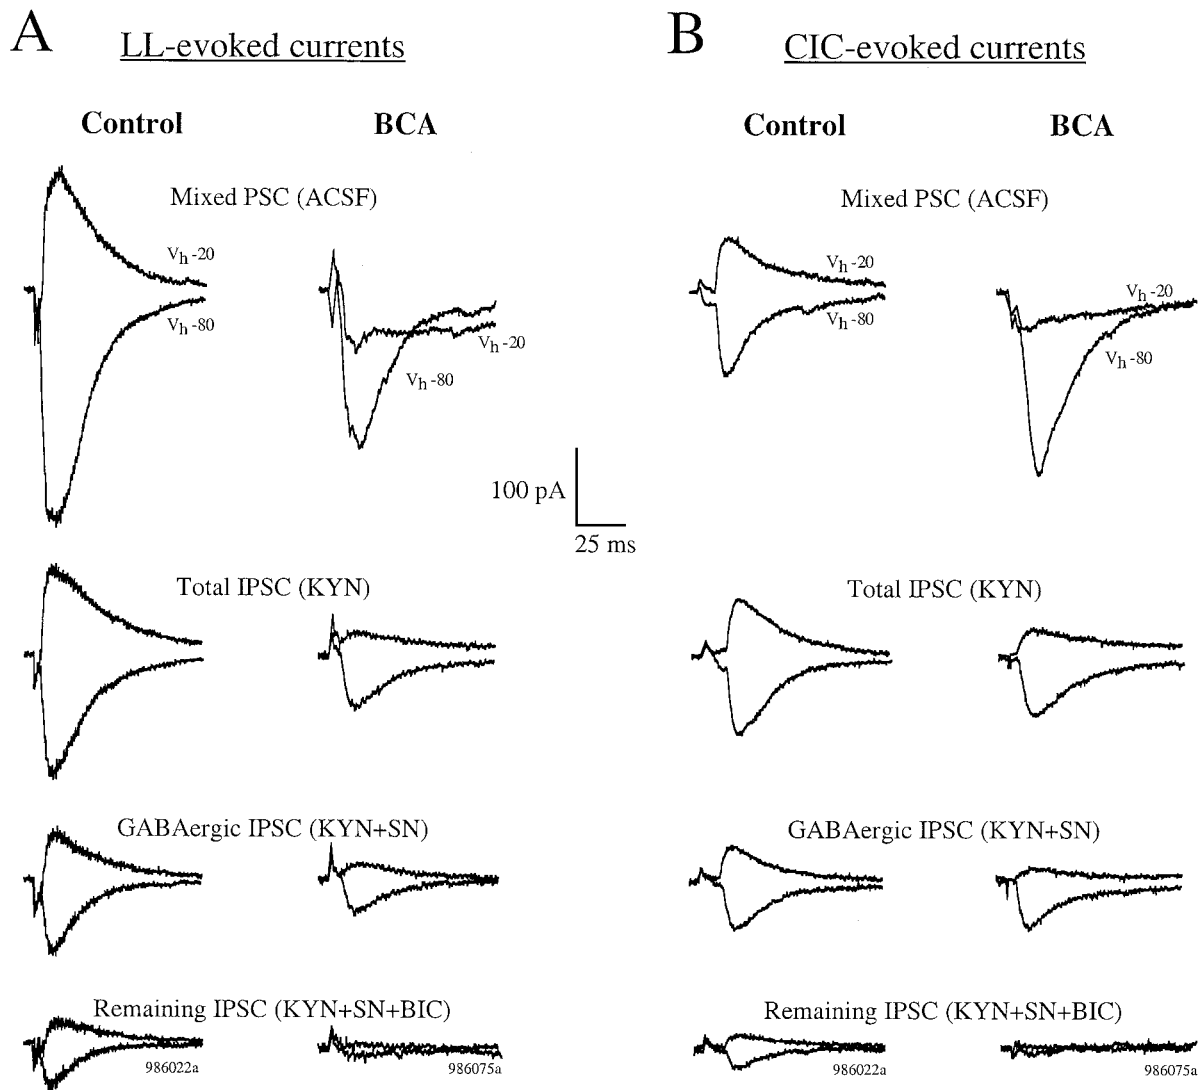 A
LL-evoked currents
B
CIC-evoked currents
Control
BCA
Control
BCA
Mixed PSC (ACSF)
Mixed PSC (ACSF)
Vh -20
Vh -80
Vh -20
Vh -80
Vh -20
Vh -80
Vh -20
Vh -80
100 pA
25 ms
Total IPSC (KYN)
Total IPSC (KYN)
GABAergic IPSC (KYN+SN)
GABAergic IPSC (KYN+SN)
Remaining IPSC (KYN+SN+BIC)
Remaining IPSC (KYN+SN+BIC)
986022a
986075a
986022a
986075a